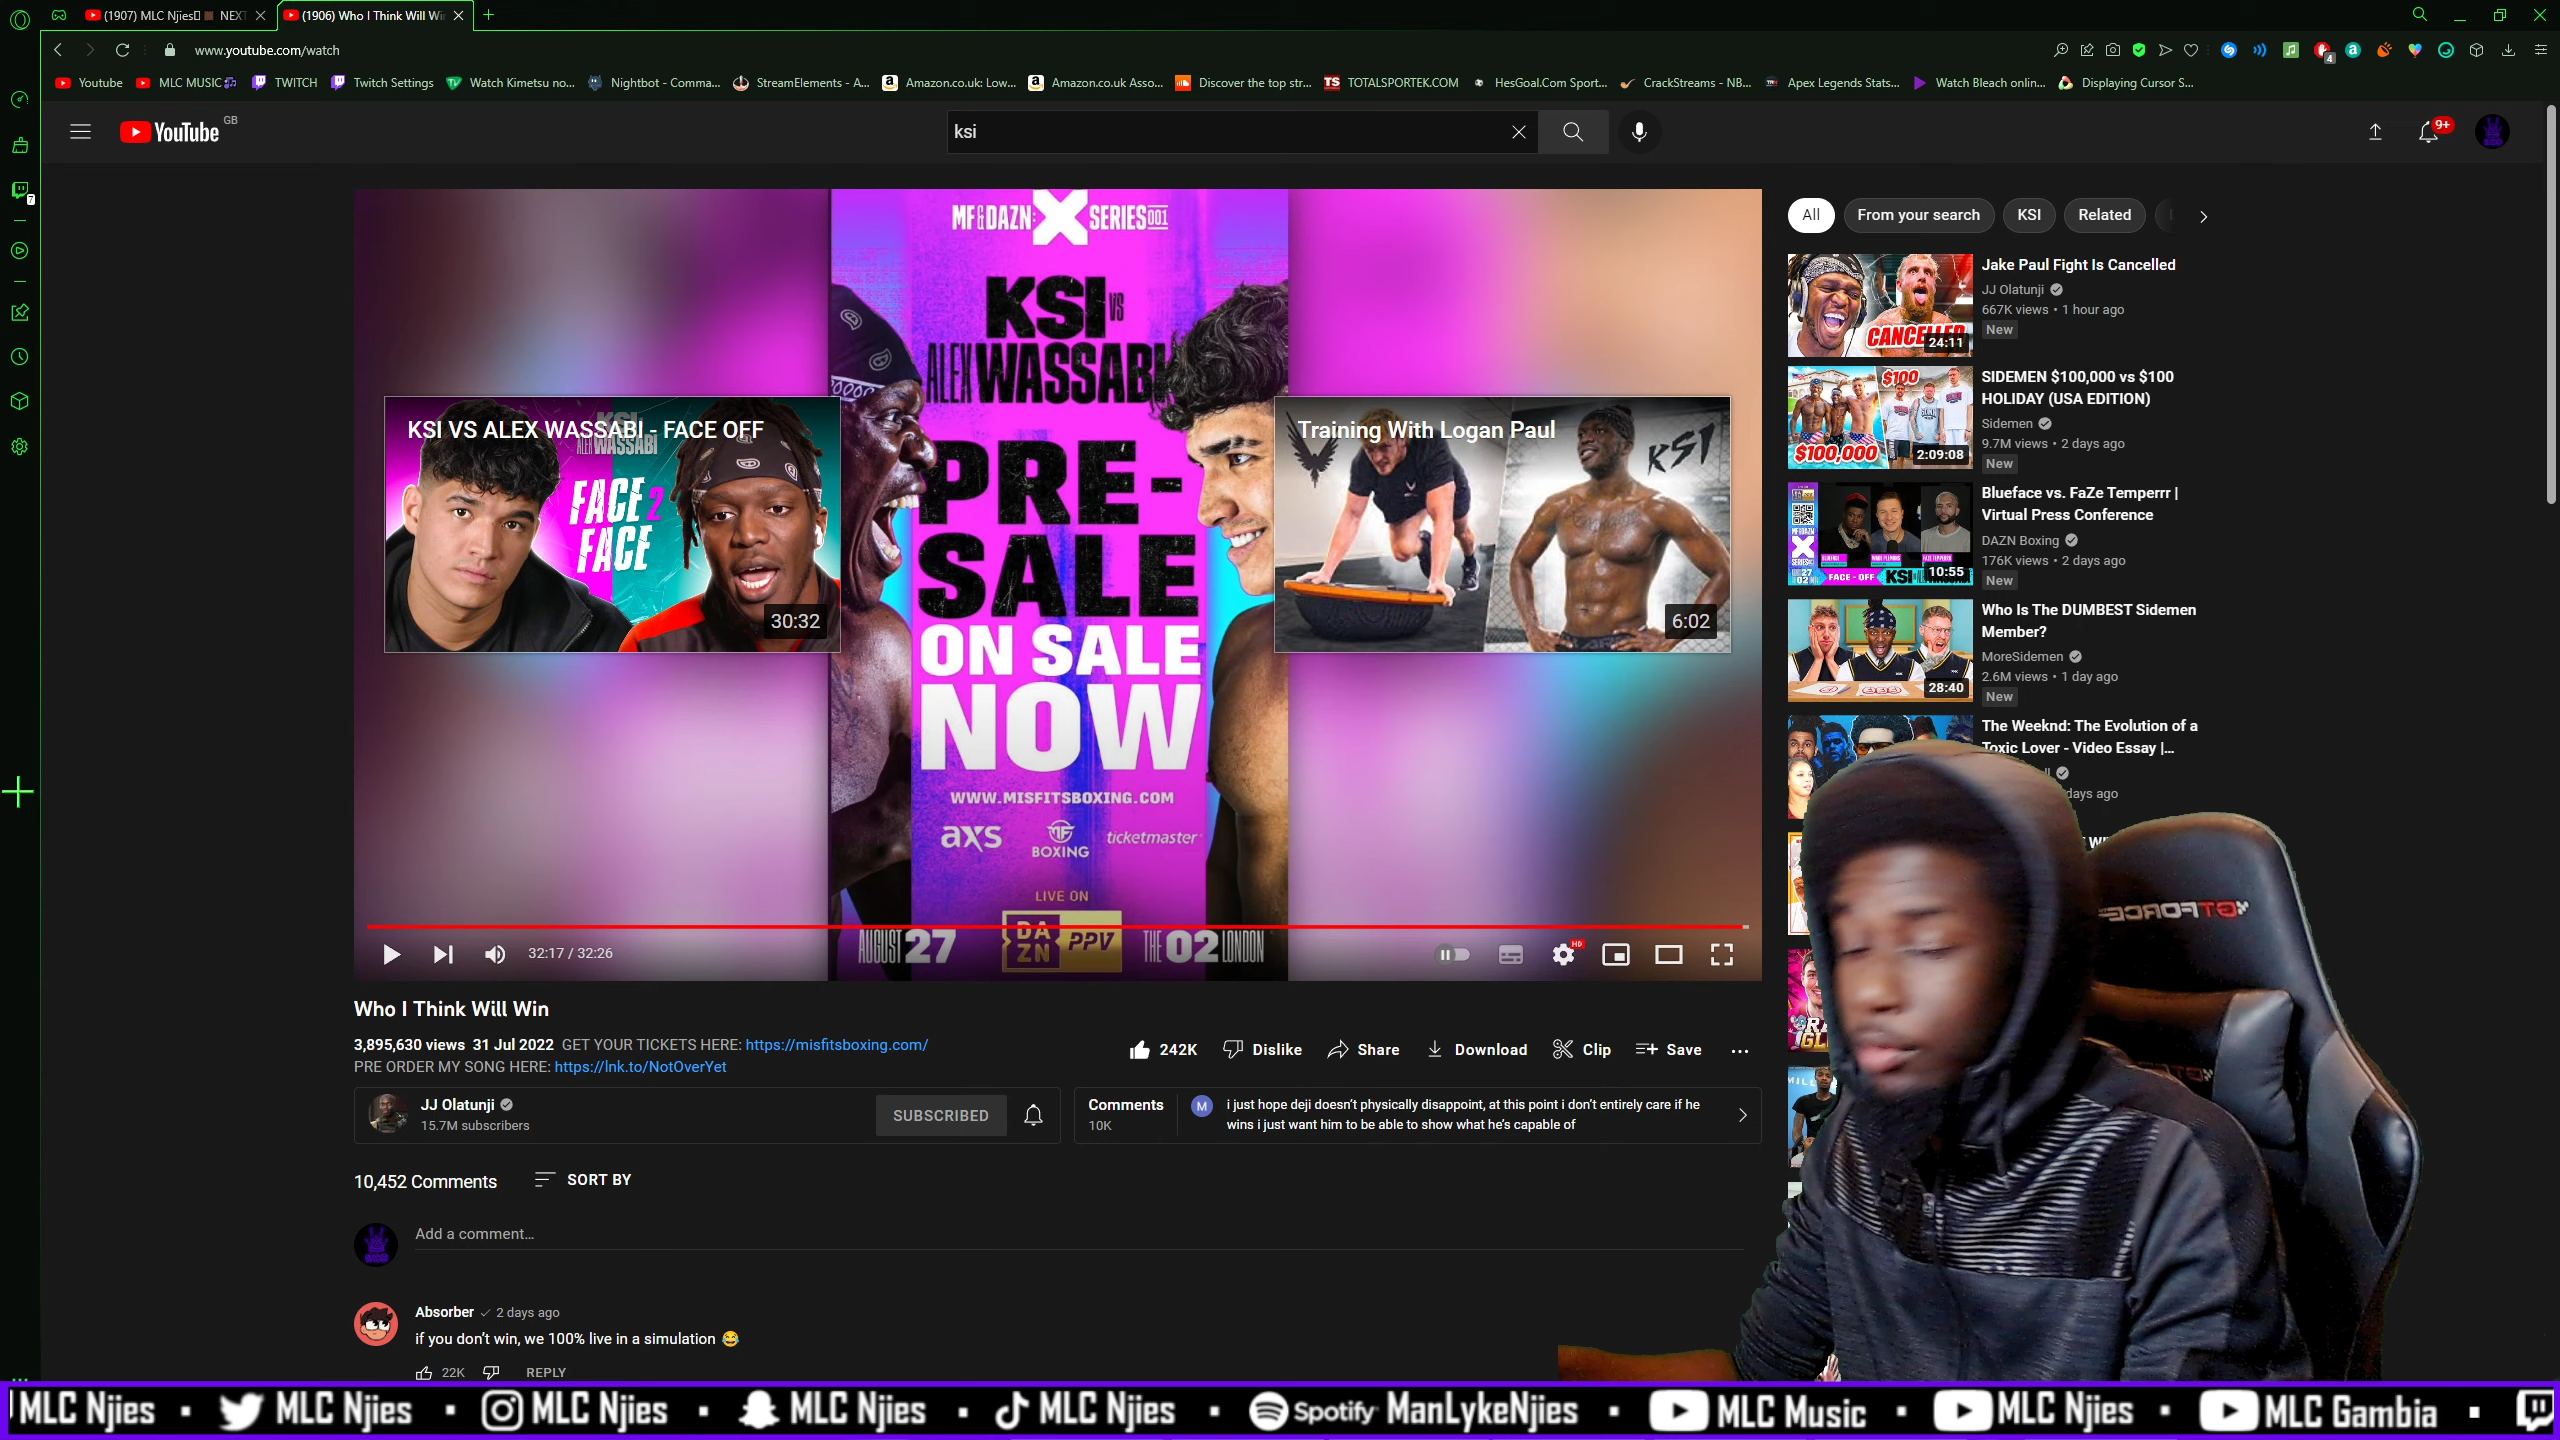 (1907) MLC Njies NEXT
(1906) Who I Think Will Wi
www.youtube.com/watch
4
Youtube
MLC MUSIC
TWITCH
Twitch Settings
Watch Kimetsu no...
Nightbot - Comma...
StreamElements - A...
Amazon.co.uk: Low...
Amazon.co.uk Asso...
Discover the top str...
TOTALSPORTEK.COM
HesGoal.Com Sport...
CrackStreams - NB...
Apex Legends Stats...
Watch Bleach onlin...
Displaying Cursor S...
YouTube GB
ksi
9+
7
MF&DAZN: X SERIES 001
KSI VS
ALEX WASSABI
PRE-
SALE
ON SALE
NOW
WWW.MISFITSBOXING.COM
axs
MF BOXING
ticketmaster
LIVE ON
DAZN PPV
AUGUST 27
THE 02 LONDON
KSI VS ALEX WASSABI - FACE OFF
FACE 2
FACE
30:32
Training With Logan Paul
KSI
6:02
32:17 / 32:26
HD
Who I Think Will Win
3,895,630 views 31 Jul 2022 GET YOUR TICKETS HERE: https://misfitsboxing.com/
PRE ORDER MY SONG HERE: https://lnk.to/NotOverYet
242K
Dislike
Share
Download
Clip
Save
JJ Olatunji
15.7M subscribers
SUBSCRIBED
Comments
10K
M
i just hope deji doesn't physically disappoint, at this point i don't entirely care if he
wins i just want him to be able to show what he's capable of
10,452 Comments
SORT BY
Add a comment...
Absorber 2 days ago
if you don't win, we 100% live in a simulation 😂
22K
REPLY
All
From your search
KSI
Related
CANCELLED
24:11
Jake Paul Fight Is Cancelled
JJ Olatunji
667K views • 1 hour ago
New
$100
$100,000
2:09:08
SIDEMEN $100,000 vs $100
HOLIDAY (USA EDITION)
Sidemen
9.7M views • 2 days ago
New
FACE - OFF
10:55
Blueface vs. FaZe Temperrr |
Virtual Press Conference
DAZN Boxing
176K views • 2 days ago
New
28:40
Who Is The DUMBEST Sidemen
Member?
MoreSidemen
2.6M views • 1 day ago
New
The Weeknd: The Evolution of a
Toxic Lover - Video Essay |...
days ago
GTFORCE
MLC Njies · MLC Njies · MLC Njies · MLC Njies · MLC Njies · Spotify ManLykeNjies · MLC Music · MLC Njies · MLC Gambia ·